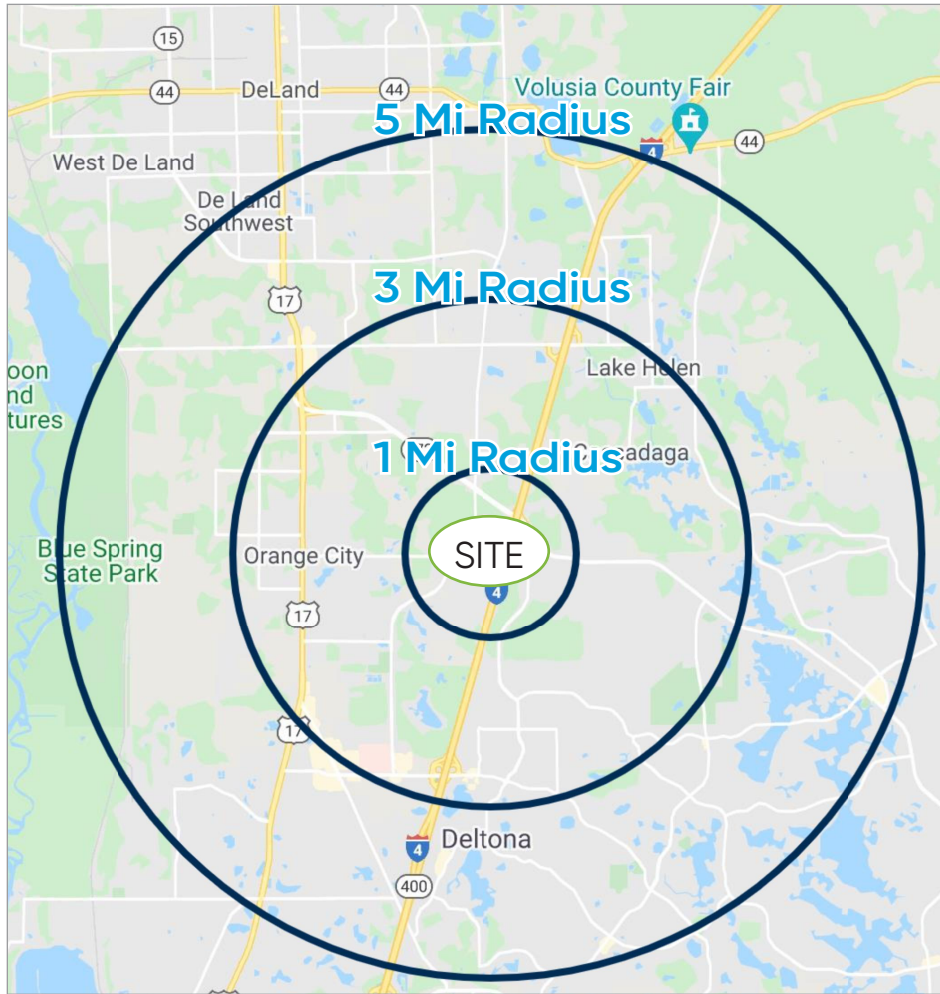 15
44
DeLand
44
Volusia County Fair
5 Mi Radius
4
44
West De Land
De Land
Southwest
17
3 Mi Radius
Lake Helen
oon
nd
tures
1 Mi Radius
adaga
Blue Spring
State Park
Orange City
SITE
4
17
17
4
Deltona
400